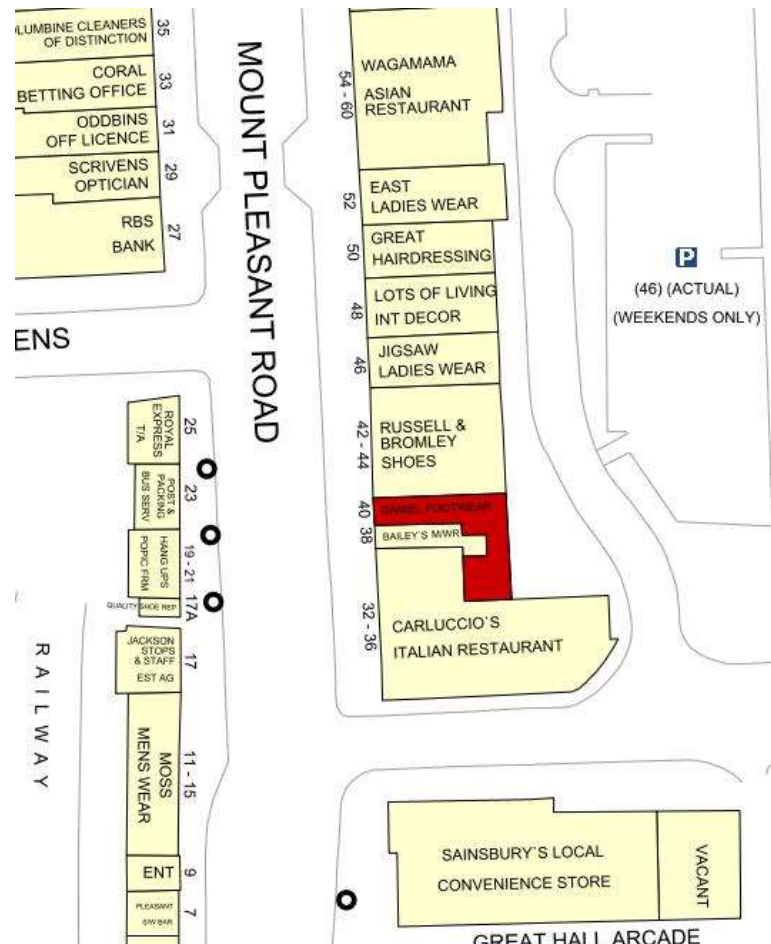 LUMBINE CLEANERS
OF DISTINCTION
35
CORAL
BETTING OFFICE
33
ODDBINS
OFF LICENCE
31
SCRIVENS
OPTICIAN
29
RBS
BANK
27
ENS
MOUNT PLEASANT ROAD
WAGAMAMA
ASIAN
RESTAURANT
54 - 60
EAST
LADIES WEAR
52
GREAT
HAIRDRESSING
50
LOTS OF LIVING
INT DECOR
48
JIGSAW
LADIES WEAR
46
RUSSELL &
BROMLEY
SHOES
42 - 44
DANIEL FOOTWEAR
40
BAILEY'S M/WR
38
CARLUCCIO'S
ITALIAN RESTAURANT
32 - 36
P
(46) (ACTUAL)
(WEEKENDS ONLY)
ROYAL
EXPRESS
T/A
25
POST &
PACKING
BUS SERV
23
HANG UPS
POPIC FRM
19 - 21
QUALITY SHOE REP
17A
JACKSON
STOPS
& STAFF
EST AG
17
MOSS
MENS WEAR
11 - 15
ENT
9
PLEASANT
S/W BAR
7
RAILWAY
SAINSBURY'S LOCAL
CONVENIENCE STORE
VACANT
GREAT HALL ARCADE